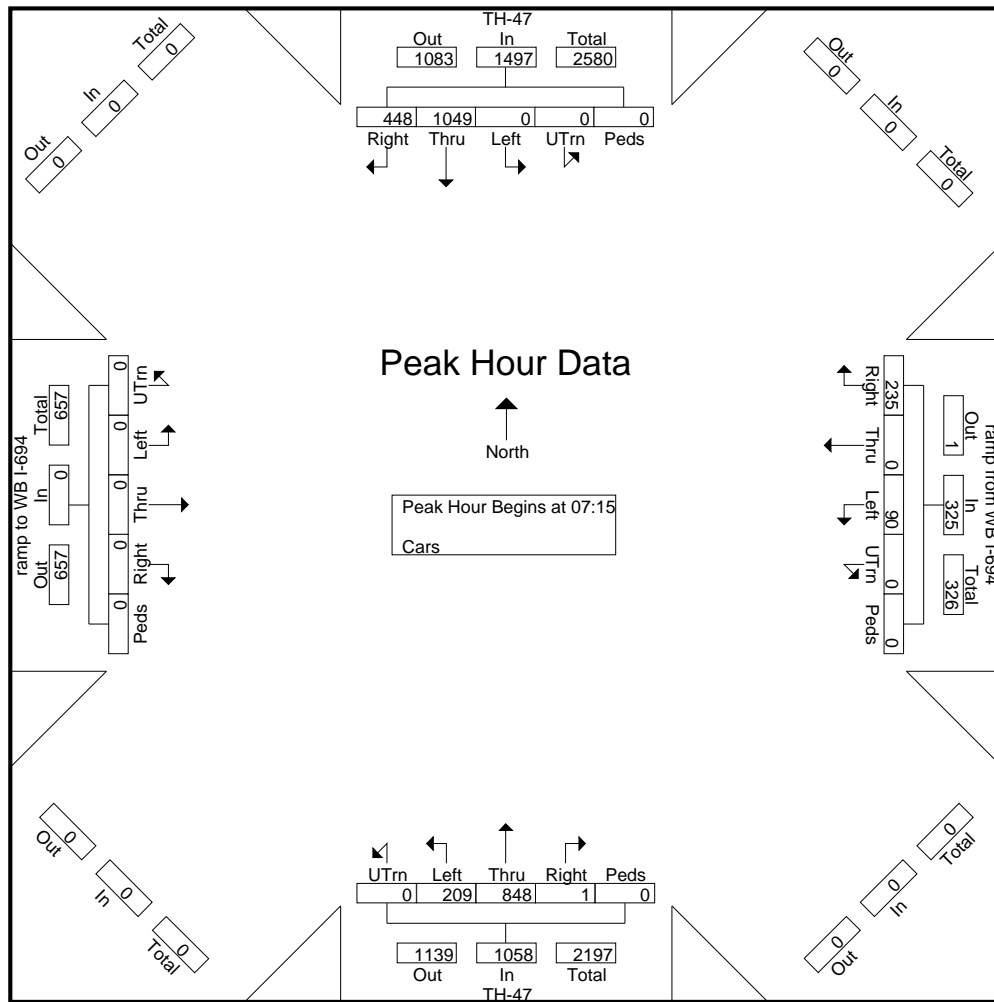 TH-47
Out In Total
1083 1497 2580
448 1049 0 0 0
Right Thru Left UTrn Peds
Total
0
In
0
Out
0
Out
0
In
0
Total
0
Peak Hour Data
North
Peak Hour Begins at 07:15
Cars
ramp to WB I-694
Out In Total
657 0 657
0 0 0 0 0
Peds Right Thru Left UTrn
ramp from WB I-694
Out In Total
1 325 326
235 0 90 0 0
Right Thru Left UTrn Peds
Out
0
In
0
Total
0
Total
0
In
0
Out
0
UTrn Left Thru Right Peds
0 209 848 1 0
1139 1058 2197
Out In Total
TH-47